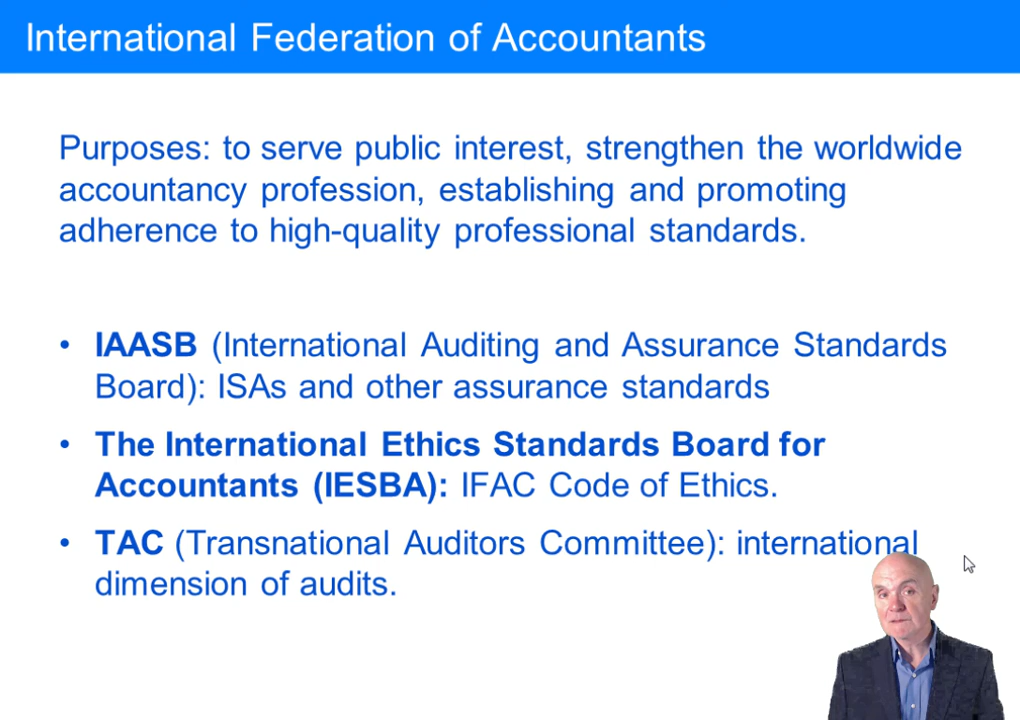 International Federation of Accountants
Purposes: to serve public interest, strengthen the worldwide
accountancy profession, establishing and promoting
adherence to high-quality professional standards.
• IAASB (International Auditing and Assurance Standards
Board): ISAs and other assurance standards
• The International Ethics Standards Board for
Accountants (IESBA): IFAC Code of Ethics.
• TAC (Transnational Auditors Committee): international
dimension of audits.